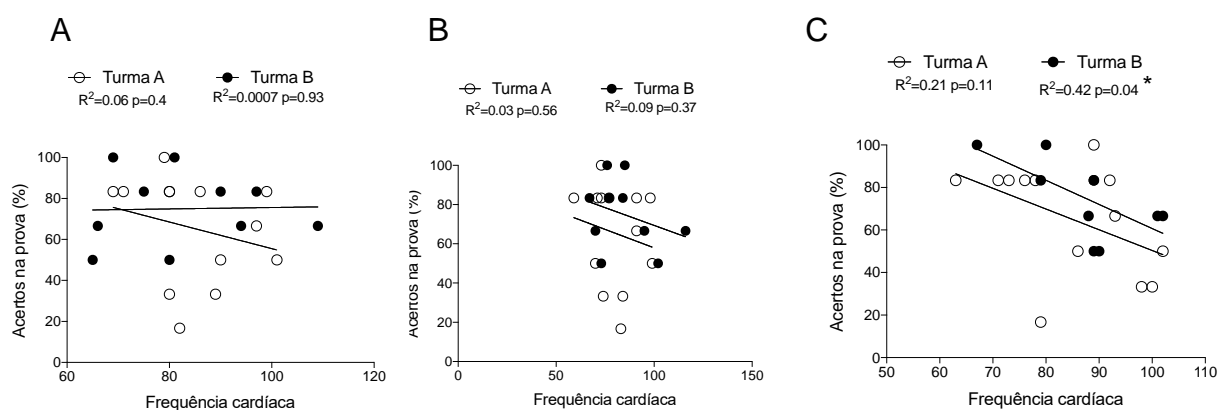 A
Turma A Turma B
R²=0.06 p=0.4 R²=0.0007 p=0.93
Acertos na prova (%)
100
80
60
40
20
0
60 80 100 120
Frequência cardíaca
B
Turma A Turma B
R²=0.03 p=0.56 R²=0.09 p=0.37
Acertos na prova (%)
100
80
60
40
20
0
0 50 100 150
Frequência cardíaca
C
Turma A Turma B
R²=0.21 p=0.11 R²=0.42 p=0.04 *
Acertos na prova (%)
100
80
60
40
20
0
50 60 70 80 90 100 110
Frequência cardíaca